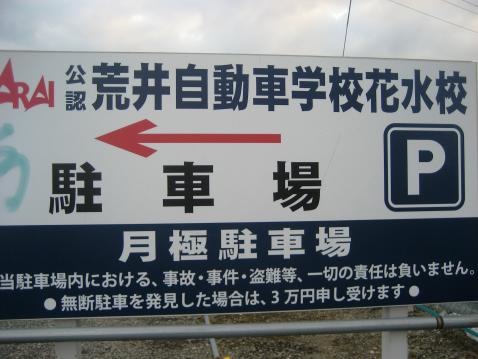 ARAI 公認 荒井自動車学校花水校
駐車場 P
月極駐車場
当駐車場内における、事故・事件・盗難等、一切の責任は負いません。
● 無断駐車を発見した場合は、3万円申し受けます ●